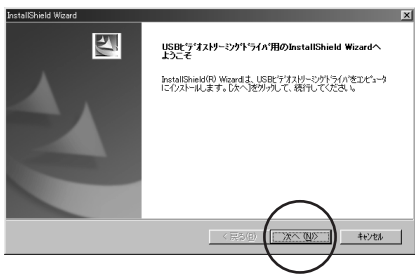 InstallShield Wizard
USBﾋﾞﾃﾞｵｽﾄﾘｰﾐﾝｸﾞﾄﾞﾗｲﾊﾞ用のInstallShield Wizardへ
ようこそ
InstallShield(R) Wizardは、USBﾋﾞﾃﾞｵｽﾄﾘｰﾐﾝｸﾞﾄﾞﾗｲﾊﾞをｺﾝﾋﾟｭｰﾀ
にｲﾝｽﾄｰﾙします。[次へ]をｸﾘｯｸして、続行してください。
< 戻る(B)
次へ (N)>
ｷｬﾝｾﾙ